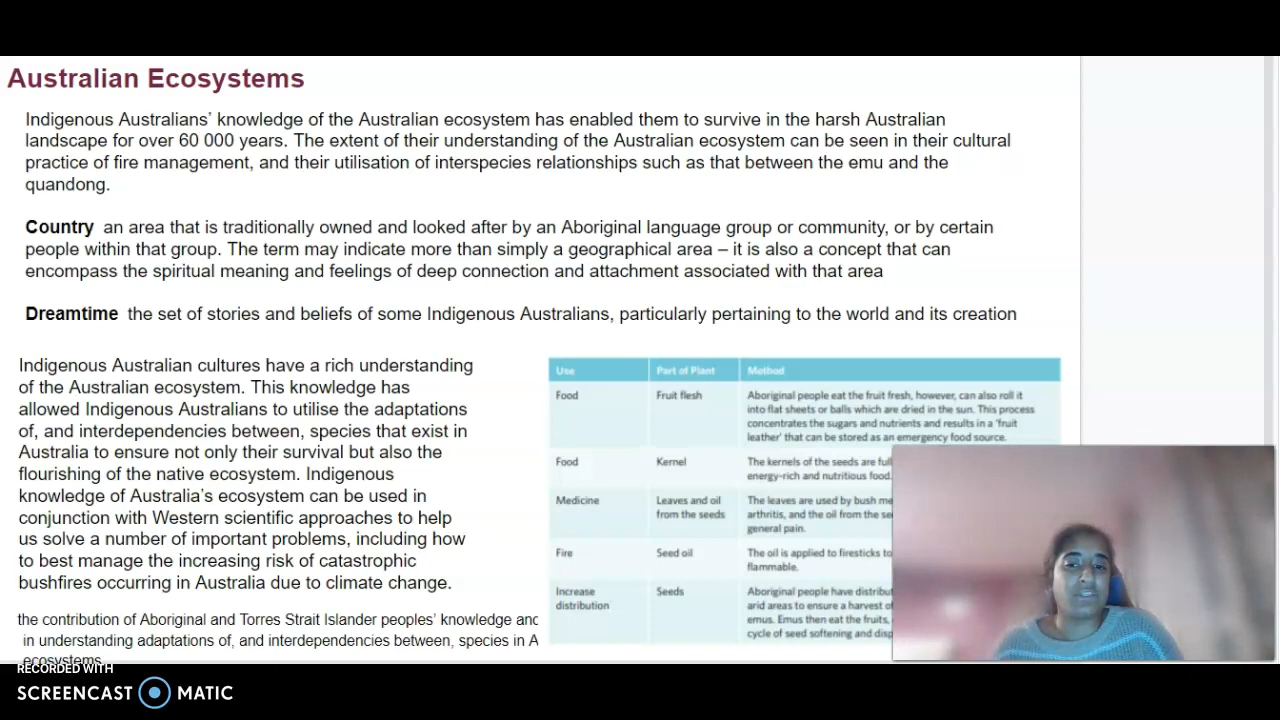 Australian Ecosystems
Indigenous Australians' knowledge of the Australian ecosystem has enabled them to survive in the harsh Australian
landscape for over 60 000 years. The extent of their understanding of the Australian ecosystem can be seen in their cultural
practice of fire management, and their utilisation of interspecies relationships such as that between the emu and the
quandong.
Country an area that is traditionally owned and looked after by an Aboriginal language group or community, or by certain
people within that group. The term may indicate more than simply a geographical area – it is also a concept that can
encompass the spiritual meaning and feelings of deep connection and attachment associated with that area
Dreamtime the set of stories and beliefs of some Indigenous Australians, particularly pertaining to the world and its creation
Indigenous Australian cultures have a rich understanding
of the Australian ecosystem. This knowledge has
allowed Indigenous Australians to utilise the adaptations
of, and interdependencies between, species that exist in
Australia to ensure not only their survival but also the
flourishing of the native ecosystem. Indigenous
knowledge of Australia's ecosystem can be used in
conjunction with Western scientific approaches to help
us solve a number of important problems, including how
to best manage the increasing risk of catastrophic
bushfires occurring in Australia due to climate change.
the contribution of Aboriginal and Torres Strait Islander peoples' knowledge and
in understanding adaptations of, and interdependencies between, species in A
ecosystems
Use Part of Plant Method
Food Fruit flesh Aboriginal people eat the fruit fresh, however, can also roll it
into flat sheets or balls which are dried in the sun. This process
concentrates the sugars and nutrients and results in a 'fruit
leather' that can be stored as an emergency food source.
Food Kernel The kernels of the seeds are full
energy-rich and nutritious food.
Medicine Leaves and oil The leaves are used by bush me
from the seeds arthritis, and the oil from the se
general pain.
Fire Seed oil The oil is applied to firesticks to
flammable.
Increase Seeds Aboriginal people have distribut
distribution arid areas to ensure a harvest of
emus. Emus then eat the fruits,
cycle of seed softening and disp
RECORDED WITH
SCREENCAST MATIC